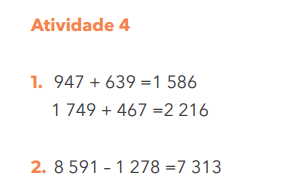 Atividade 4
1. 947 + 639 =1 586
1 749 + 467 =2 216
2. 8 591 – 1 278 =7 313